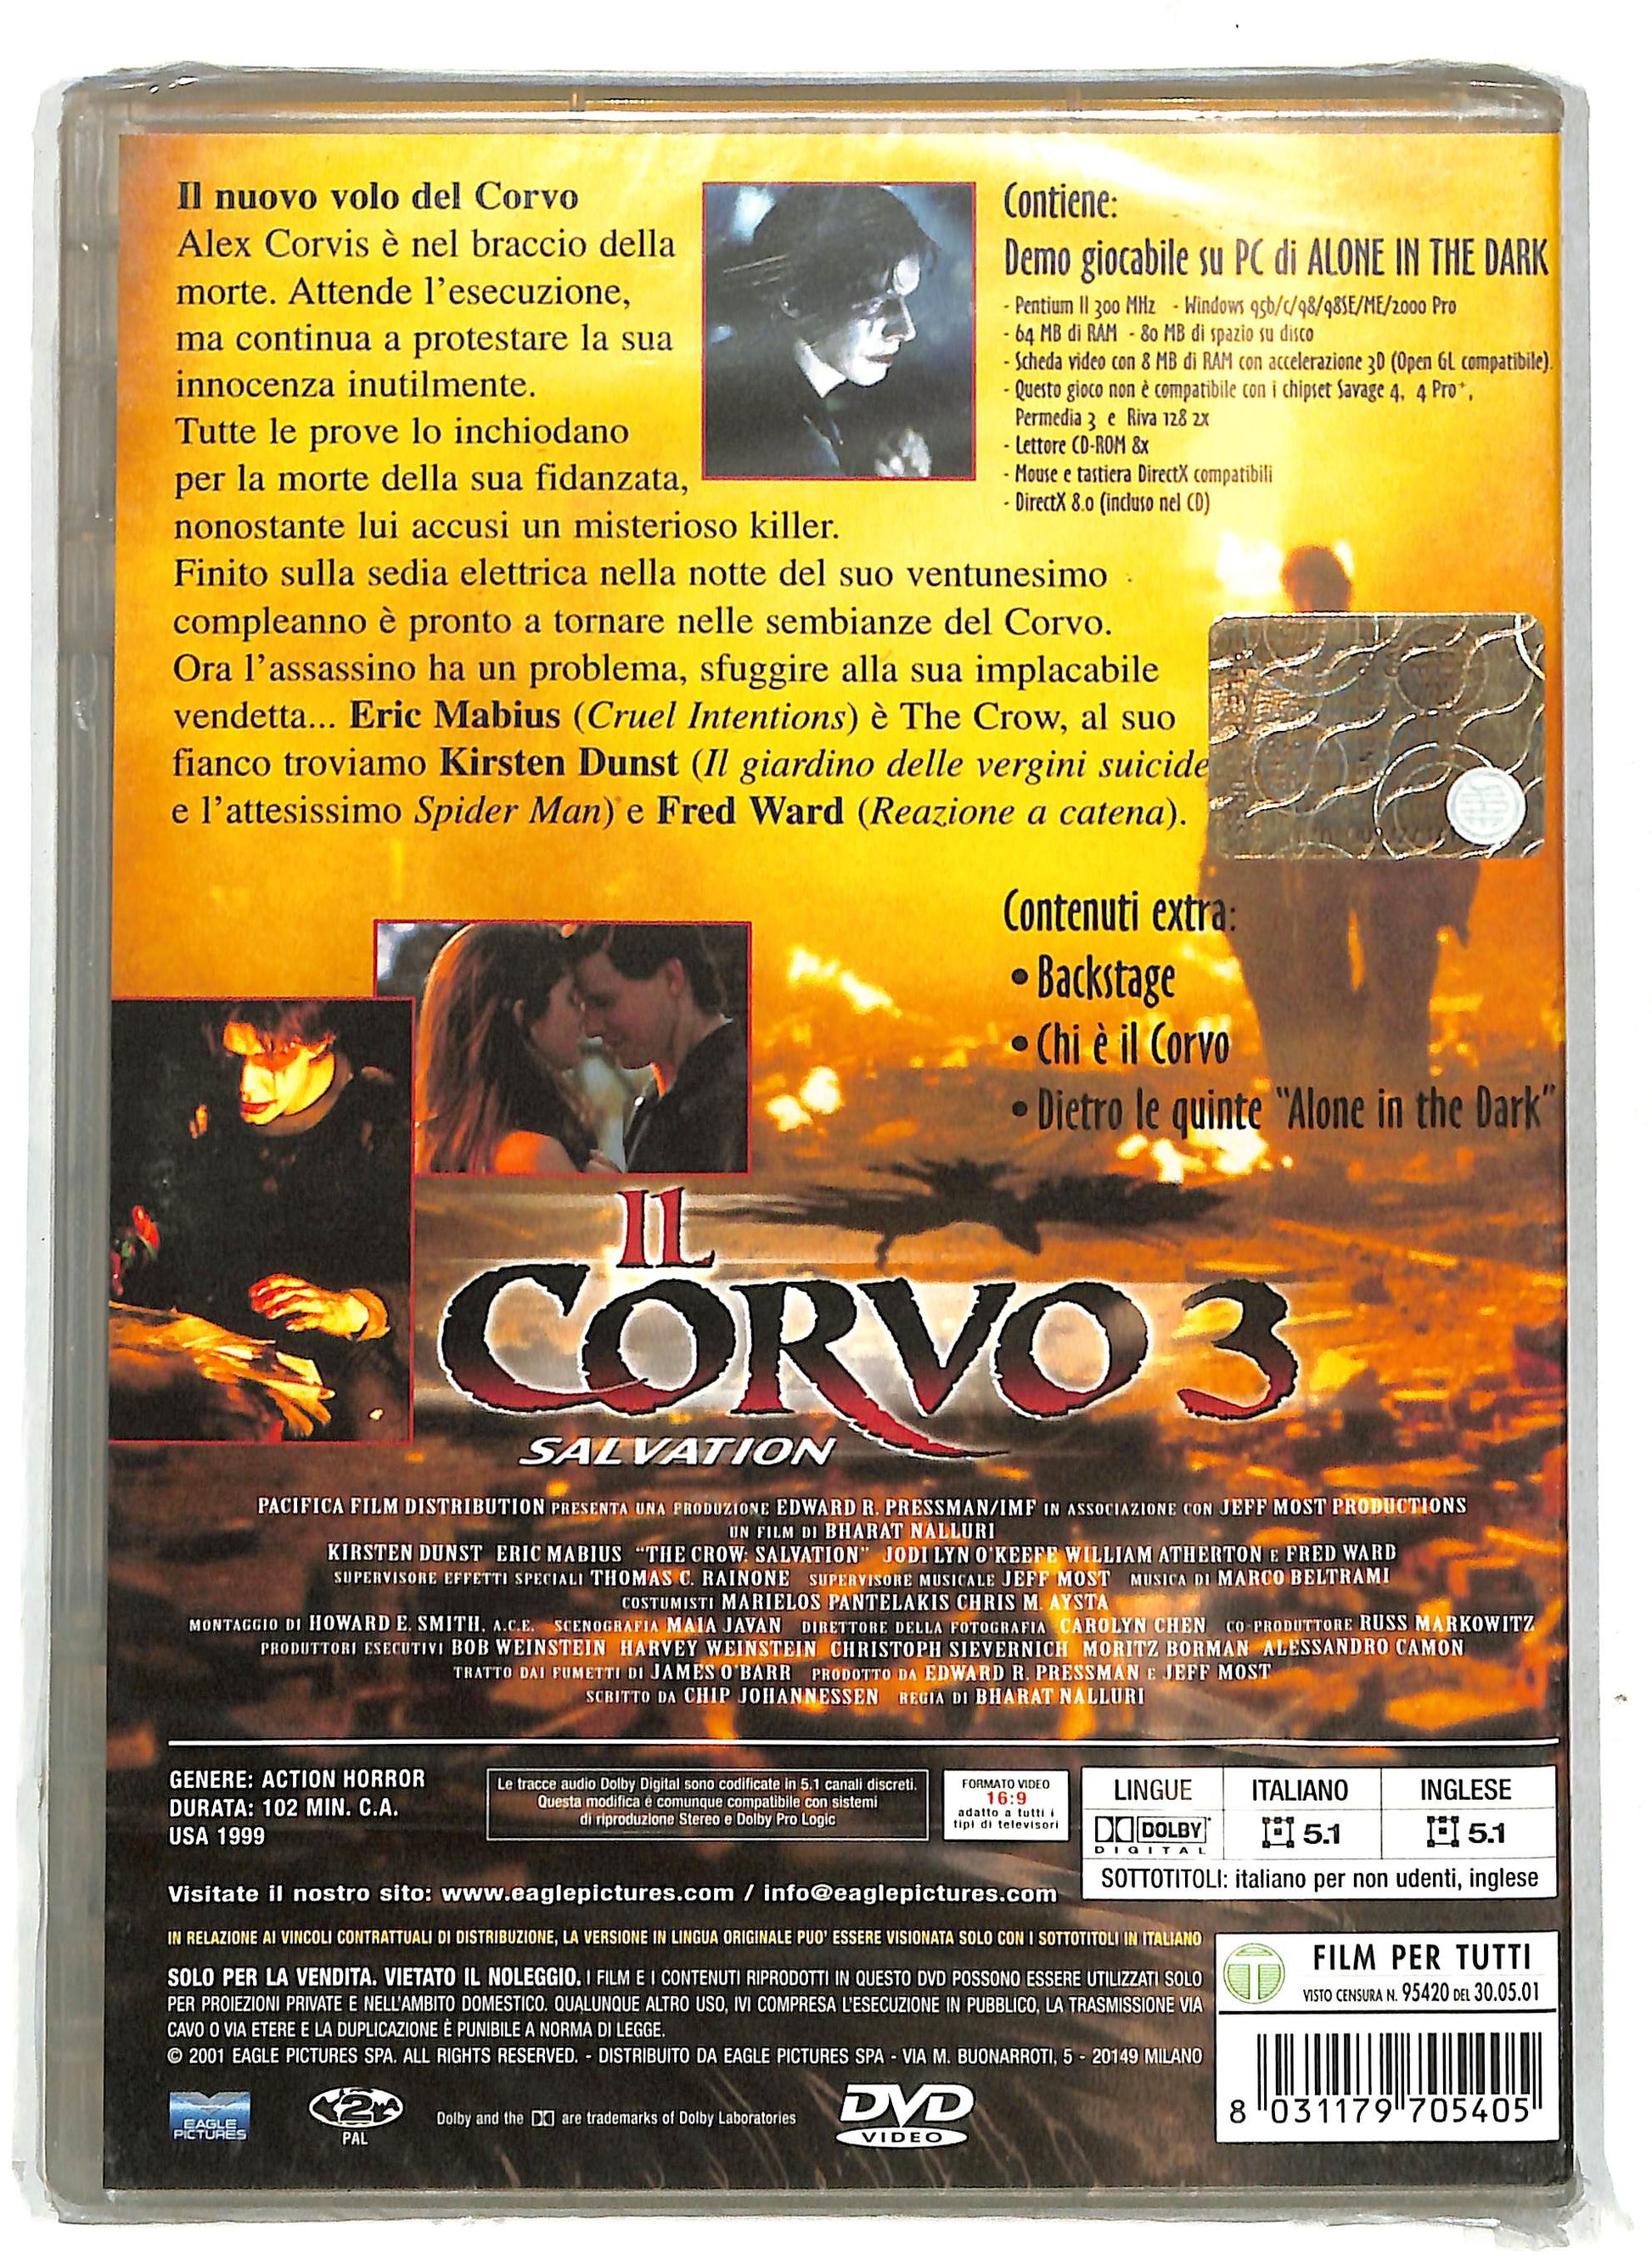 Il nuovo volo del Corvo
Alex Corvis è nel braccio della
morte. Attende l'esecuzione,
ma continua a protestare la sua
innocenza inutilmente.
Tutte le prove lo inchiodano
per la morte della sua fidanzata,
nonostante lui accusi un misterioso killer.
Finito sulla sedia elettrica nella notte del suo ventunesimo
compleanno è pronto a tornare nelle sembianze del Corvo.
Ora l'assassino ha un problema, sfuggire alla sua implacabile
vendetta... Eric Mabius (Cruel Intentions) è The Crow, al suo
fianco troviamo Kirsten Dunst (Il giardino delle vergini suicide
e l'attesissimo Spider Man) e Fred Ward (Reazione a catena).
Contiene:
Demo giocabile su PC di ALONE IN THE DARK
- Pentium II 300 MHz - Windows 95b/c/98/98SE/ME/2000 Pro
- 64 MB di RAM - 80 MB di spazio su disco
- Scheda video con 8 MB di RAM con accelerazione 3D (Open GL compatibile).
- Questo gioco non è compatibile con i chipset Savage 4, 4 Pro+,
Permedia 3 e Riva 128 2x
- Lettore CD-ROM 8x
- Mouse e tastiera DirectX compatibili
- DirectX 8.0 (incluso nel CD)
Contenuti extra:
• Backstage
• Chi è il Corvo
• Dietro le quinte "Alone in the Dark"
IL
CORVO 3
SALVATION
PACIFICA FILM DISTRIBUTION PRESENTA UNA PRODUZIONE EDWARD R. PRESSMAN/IMF IN ASSOCIAZIONE CON JEFF MOST PRODUCTIONS
UN FILM DI BHARAT NALLURI
KIRSTEN DUNST ERIC MABIUS "THE CROW: SALVATION" JODI LYN O'KEEFE WILLIAM ATHERTON E FRED WARD
SUPERVISORE EFFETTI SPECIALI THOMAS C. RAINONE SUPERVISORE MUSICALE JEFF MOST MUSICA DI MARCO BELTRAMI
COSTUMISTI MARIELOS PANTELAKIS CHRIS M. AYSTA
MONTAGGIO DI HOWARD E. SMITH, A.C.E. SCENOGRAFIA MAIA JAVAN DIRETTORE DELLA FOTOGRAFIA CAROLYN CHEN CO-PRODUTTORE RUSS MARKOWITZ
PRODUTTORI ESECUTIVI BOB WEINSTEIN HARVEY WEINSTEIN CHRISTOPH SIEVERNICH MORITZ BORMAN ALESSANDRO CAMON
TRATTO DAI FUMETTI DI JAMES O'BARR PRODOTTO DA EDWARD R. PRESSMAN E JEFF MOST
SCRITTO DA CHIP JOHANNESSEN REGIA DI BHARAT NALLURI
GENERE: ACTION HORROR
DURATA: 102 MIN. C.A.
USA 1999
Le tracce audio Dolby Digital sono codificate in 5.1 canali discreti.
Questa modifica è comunque compatibile con sistemi
di riproduzione Stereo e Dolby Pro Logic
FORMATO VIDEO
16:9
adatto a tutti i
tipi di televisori
LINGUE ITALIANO INGLESE
DOLBY DIGITAL 5.1 5.1
SOTTOTITOLI: italiano per non udenti, inglese
Visitate il nostro sito: www.eaglepictures.com / info@eaglepictures.com
IN RELAZIONE AI VINCOLI CONTRATTUALI DI DISTRIBUZIONE, LA VERSIONE IN LINGUA ORIGINALE PUO' ESSERE VISIONATA SOLO CON I SOTTOTITOLI IN ITALIANO
SOLO PER LA VENDITA. VIETATO IL NOLEGGIO. I FILM E I CONTENUTI RIPRODOTTI IN QUESTO DVD POSSONO ESSERE UTILIZZATI SOLO
PER PROIEZIONI PRIVATE E NELL'AMBITO DOMESTICO. QUALUNQUE ALTRO USO, IVI COMPRESA L'ESECUZIONE IN PUBBLICO, LA TRASMISSIONE VIA
CAVO O VIA ETERE E LA DUPLICAZIONE È PUNIBILE A NORMA DI LEGGE.
© 2001 EAGLE PICTURES SPA. ALL RIGHTS RESERVED. - DISTRIBUITO DA EAGLE PICTURES SPA - VIA M. BUONARROTI, 5 - 20149 MILANO
T FILM PER TUTTI
VISTO CENSURA N. 95420 DEL 30.05.01
8 031179 705405
EAGLE
PICTURES
2
PAL
Dolby and the DD are trademarks of Dolby Laboratories
DVD
VIDEO